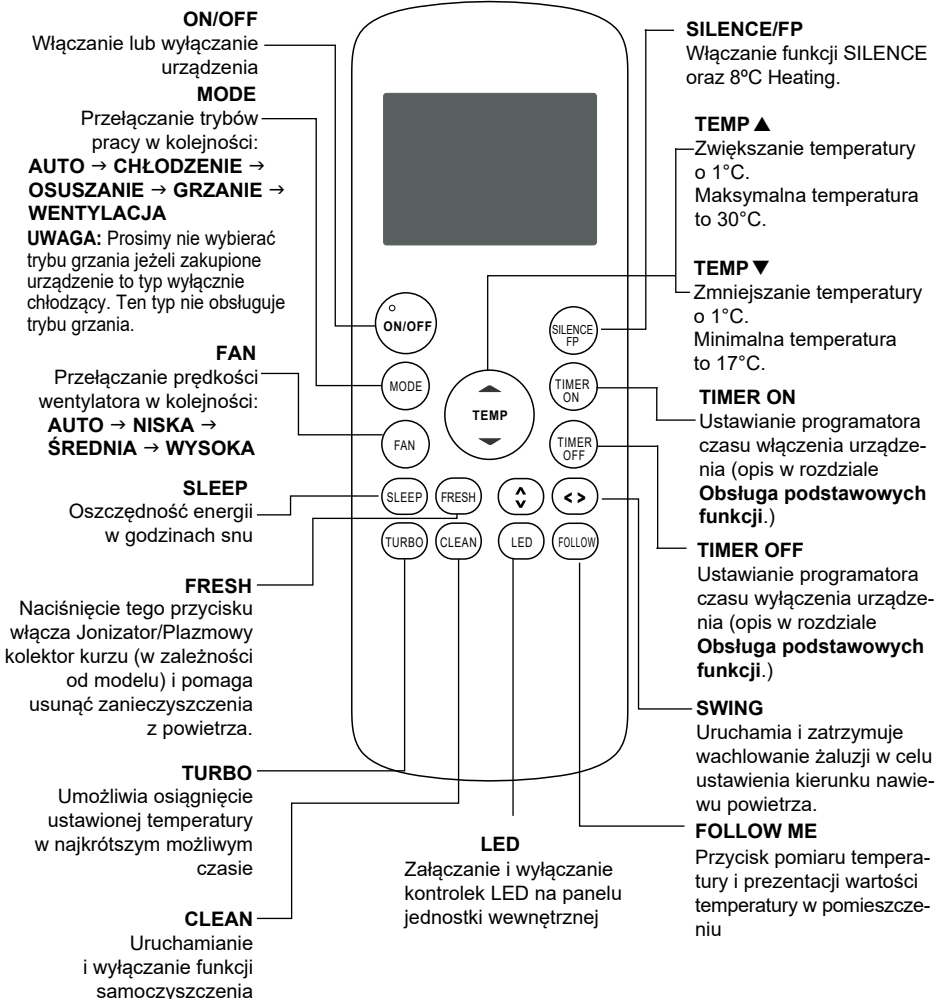 ON/OFF
Włączanie lub wyłączanie
urządzenia
MODE
Przełączanie trybów
pracy w kolejności:
AUTO → CHŁODZENIE →
OSUSZANIE → GRZANIE →
WENTYLACJA
UWAGA: Prosimy nie wybierać
trybu grzania jeżeli zakupione
urządzenie to typ wyłącznie
chłodzący. Ten typ nie obsługuje
trybu grzania.
FAN
Przełączanie prędkości
wentylatora w kolejności:
AUTO → NISKA →
ŚREDNIA → WYSOKA
SLEEP
Oszczędność energii
w godzinach snu
FRESH
Naciśnięcie tego przycisku
włącza Jonizator/Plazmowy
kolektor kurzu (w zależności
od modelu) i pomaga
usunąć zanieczyszczenia
z powietrza.
TURBO
Umożliwia osiągnięcie
ustawionej temperatury
w najkrótszym możliwym
czasie
CLEAN
Uruchamianie
i wyłączanie funkcji
samoczyszczenia
ON/OFF
SILENCE
FP
MODE
TEMP
TIMER
ON
FAN
TIMER
OFF
SLEEP
FRESH
TURBO
CLEAN
LED
FOLLOW
LED
Załączanie i wyłączanie
kontrolek LED na panelu
jednostki wewnętrznej
SILENCE/FP
Włączanie funkcji SILENCE
oraz 8ºC Heating.
TEMP ▲
Zwiększanie temperatury
o 1°C.
Maksymalna temperatura
to 30°C.
TEMP ▼
Zmniejszanie temperatury
o 1°C.
Minimalna temperatura
to 17°C.
TIMER ON
Ustawianie programatora
czasu włączenia urządze-
nia (opis w rozdziale
Obsługa podstawowych
funkcji.)
TIMER OFF
Ustawianie programatora
czasu wyłączenia urządze-
nia (opis w rozdziale
Obsługa podstawowych
funkcji.)
SWING
Uruchamia i zatrzymuje
wachlowanie żaluzji w celu
ustawienia kierunku nawie-
wu powietrza.
FOLLOW ME
Przycisk pomiaru tempera-
tury i prezentacji wartości
temperatury w pomieszcze-
niu